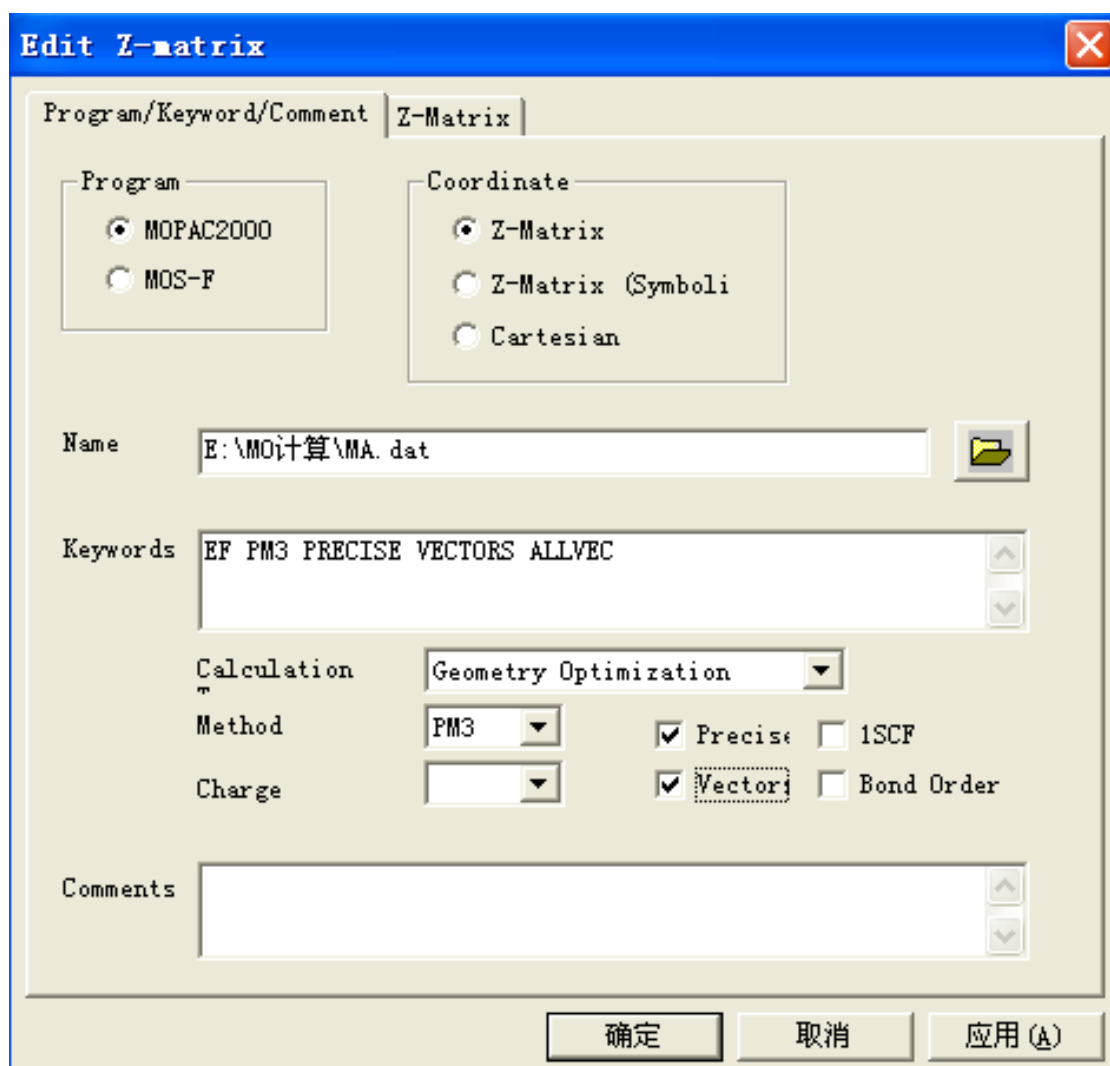 Edit Z-matrix
Program/Keyword/Comment Z-Matrix
Program
MOPAC2000
MOS-F
Coordinate
Z-Matrix
Z-Matrix (Symboli
Cartesian
Name E:\MO计算\MA.dat
Keywords EF PM3 PRECISE VECTORS ALLVEC
Calculation Geometry Optimization
Method PM3 Precise 1SCF
Charge Vectors Bond Order
Comments
确定 取消 应用(A)